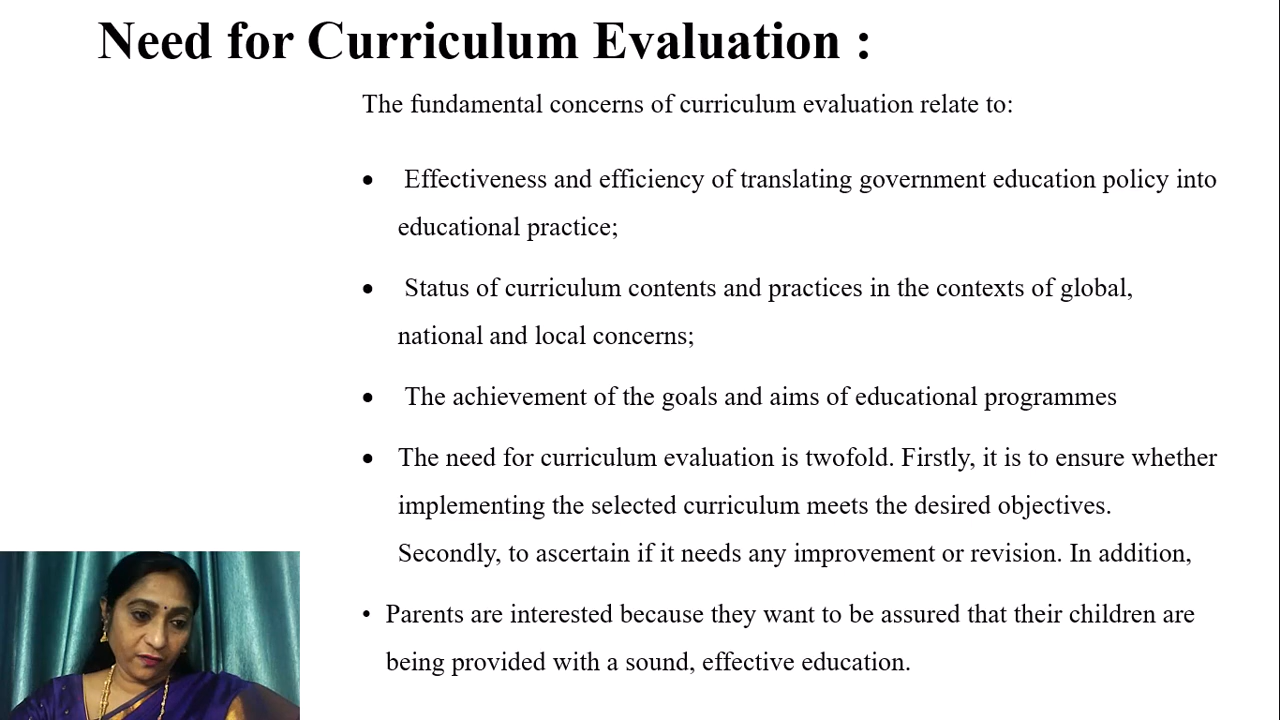 Need for Curriculum Evaluation :
The fundamental concerns of curriculum evaluation relate to:
• Effectiveness and efficiency of translating government education policy into
educational practice;
• Status of curriculum contents and practices in the contexts of global,
national and local concerns;
• The achievement of the goals and aims of educational programmes
• The need for curriculum evaluation is twofold. Firstly, it is to ensure whether
implementing the selected curriculum meets the desired objectives.
Secondly, to ascertain if it needs any improvement or revision. In addition,
• Parents are interested because they want to be assured that their children are
being provided with a sound, effective education.